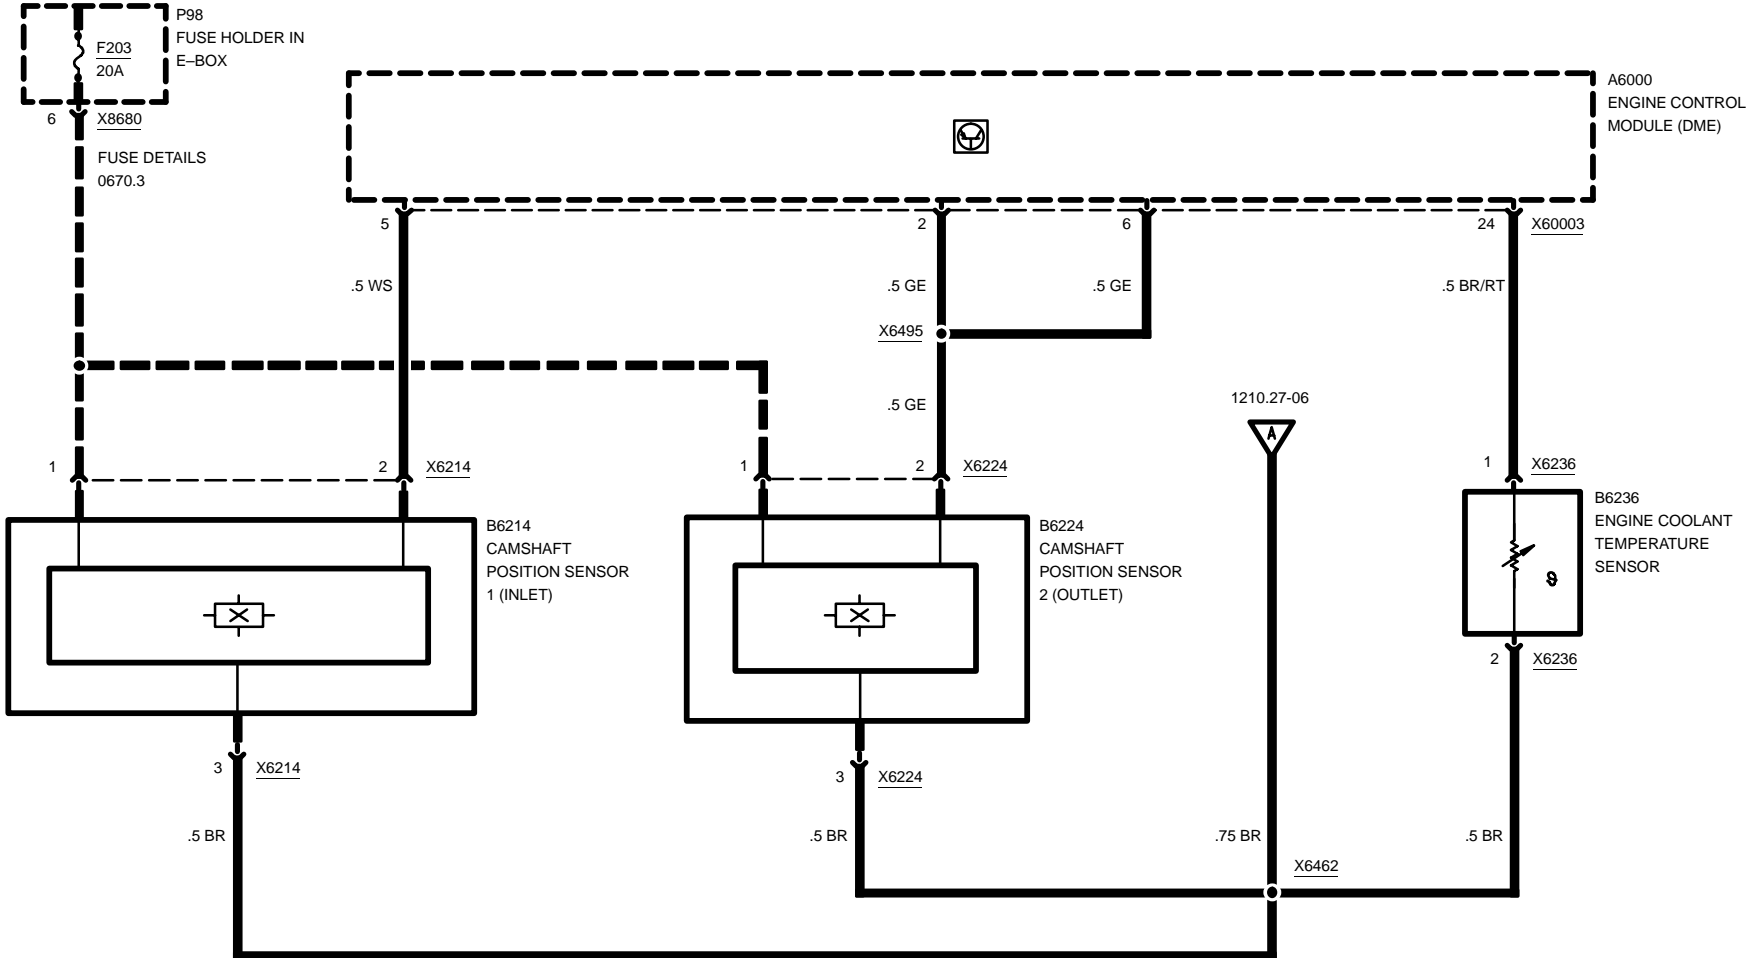 P98
FUSE HOLDER IN
E–BOX
F203
20A
6
X8680
FUSE DETAILS
0670.3
A6000
ENGINE CONTROL
MODULE (DME)
5
2
6
24
X60003
.5 WS
.5 GE
.5 GE
.5 BR/RT
X6495
.5 GE
1210.27-06
A
1
2
X6214
1
2
X6224
1
X6236
B6214
CAMSHAFT
POSITION SENSOR
1 (INLET)
B6224
CAMSHAFT
POSITION SENSOR
2 (OUTLET)
B6236
ENGINE COOLANT
TEMPERATURE
SENSOR
ϑ
2
X6236
3
X6214
3
X6224
.5 BR
.5 BR
.75 BR
.5 BR
X6462